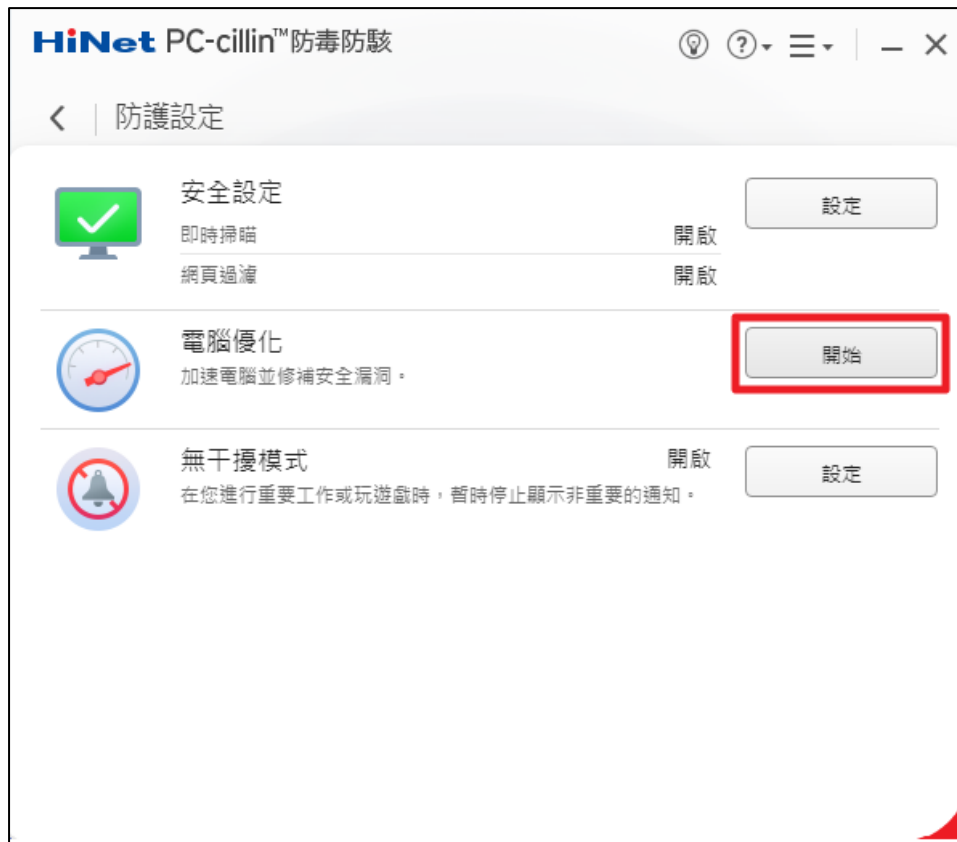 HiNet PC-cillin™防毒防駭
防護設定
安全設定
設定
即時掃瞄 開啟
網頁過濾 開啟
電腦優化
開始
加速電腦並修補安全漏洞。
無干擾模式 開啟
設定
在您進行重要工作或玩遊戲時，暫時停止顯示非重要的通知。